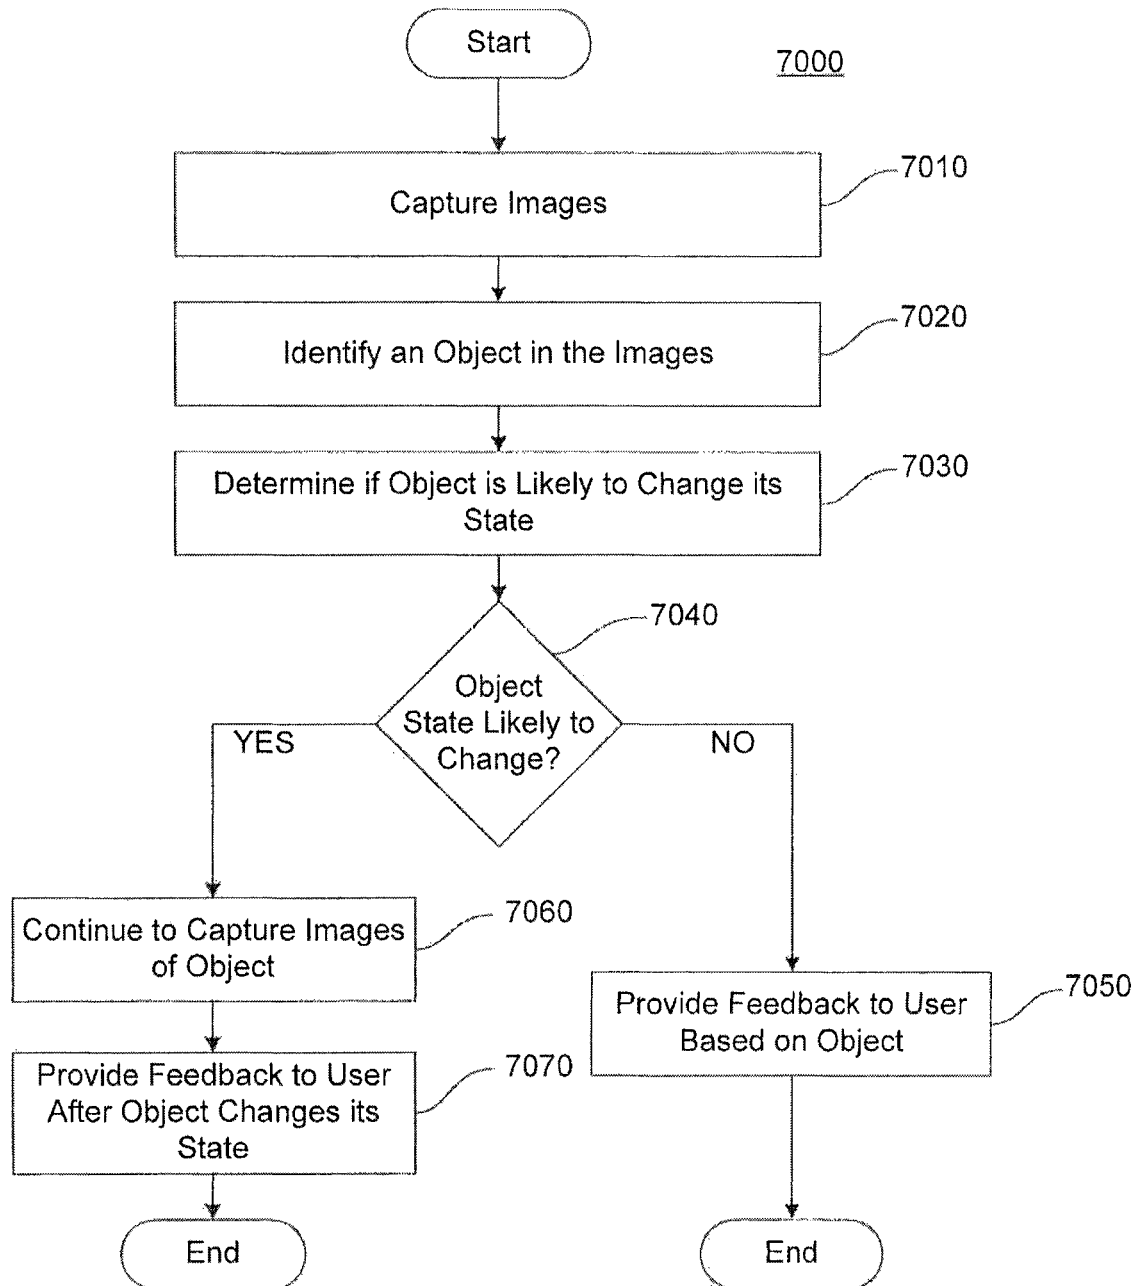 Start
7000
Capture Images
7010
Identify an Object in the Images
7020
Determine if Object is Likely to Change its
State
7030
7040
Object
State Likely to
Change?
YES
NO
Continue to Capture Images
of Object
7060
Provide Feedback to User
Based on Object
7050
Provide Feedback to User
After Object Changes its
State
7070
End
End